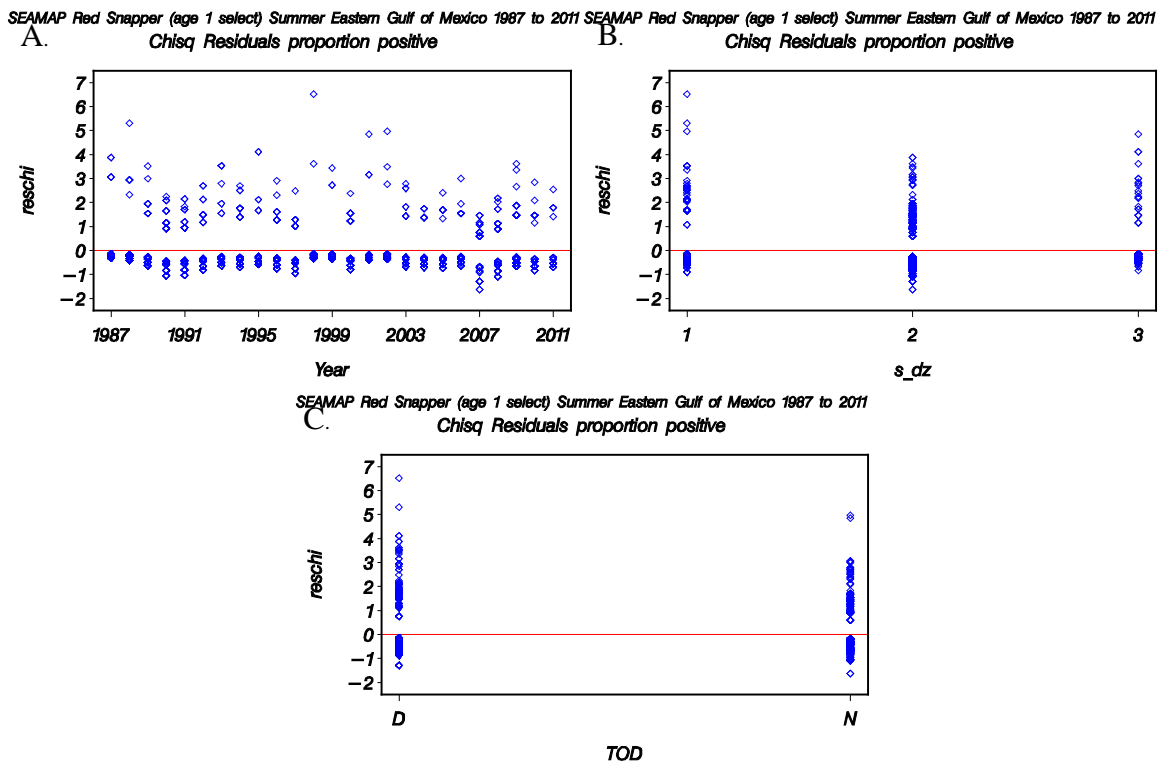 SEAMAP Red Snapper (age 1 select) Summer Eastern Gulf of Mexico 1987 to 2011
A.
Chisq Residuals proportion positive
7
6
5
4
3
2
1
0
−1
−2
reschi
1987 1991 1995 1999 2003 2007 2011
Year
SEAMAP Red Snapper (age 1 select) Summer Eastern Gulf of Mexico 1987 to 2011
B.
Chisq Residuals proportion positive
7
6
5
4
3
2
1
0
−1
−2
reschi
1 2 3
s_dz
SEAMAP Red Snapper (age 1 select) Summer Eastern Gulf of Mexico 1987 to 2011
C.
Chisq Residuals proportion positive
7
6
5
4
3
2
1
0
−1
−2
reschi
D N
TOD